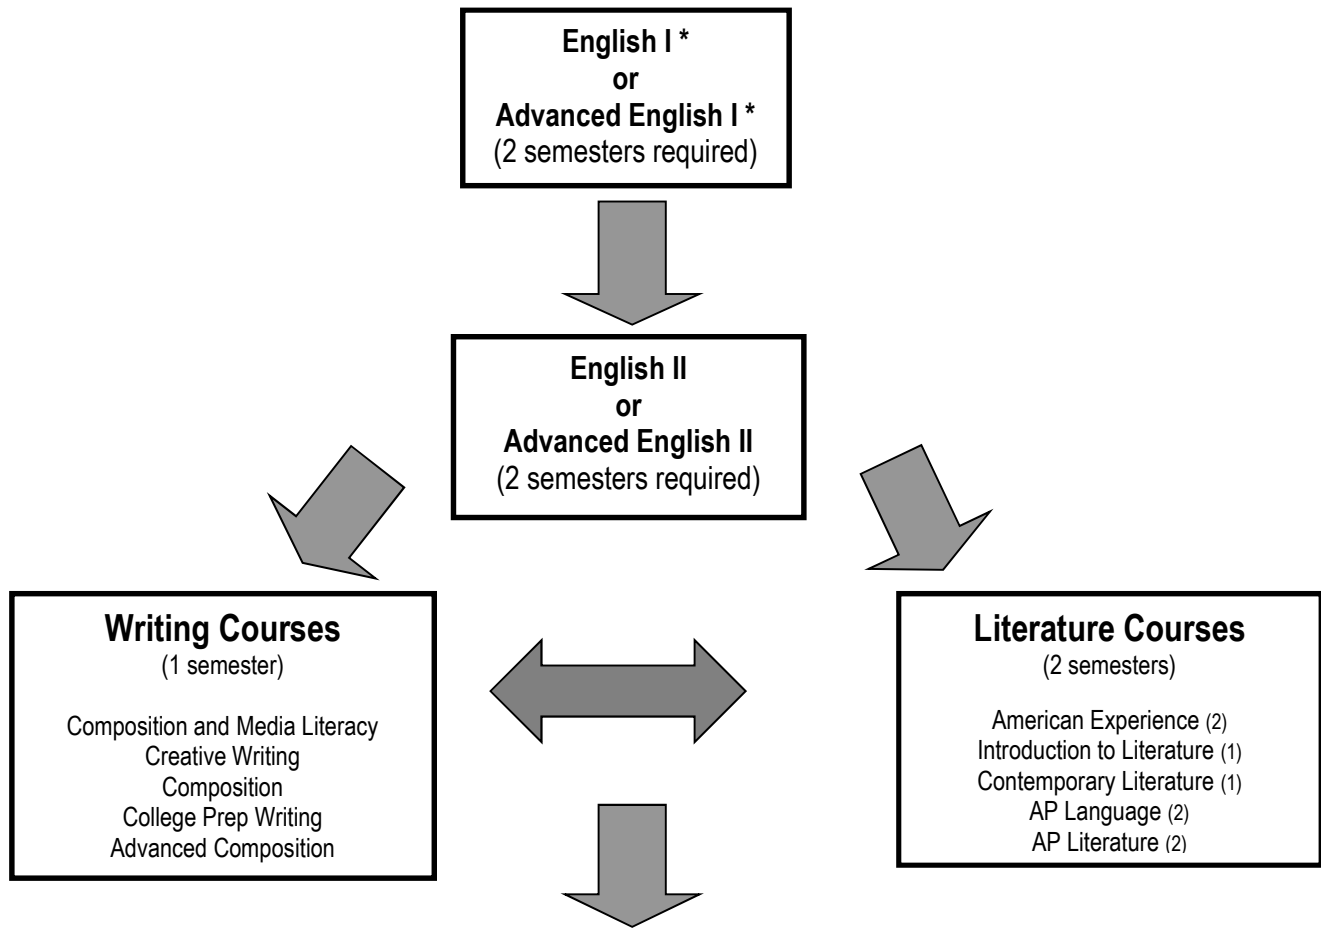 English I *
or
Advanced English I *
(2 semesters required)
English II
or
Advanced English II
(2 semesters required)
Writing Courses
(1 semester)
Composition and Media Literacy
Creative Writing
Composition
College Prep Writing
Advanced Composition
Literature Courses
(2 semesters)
American Experience (2)
Introduction to Literature (1)
Contemporary Literature (1)
AP Language (2)
AP Literature (2)